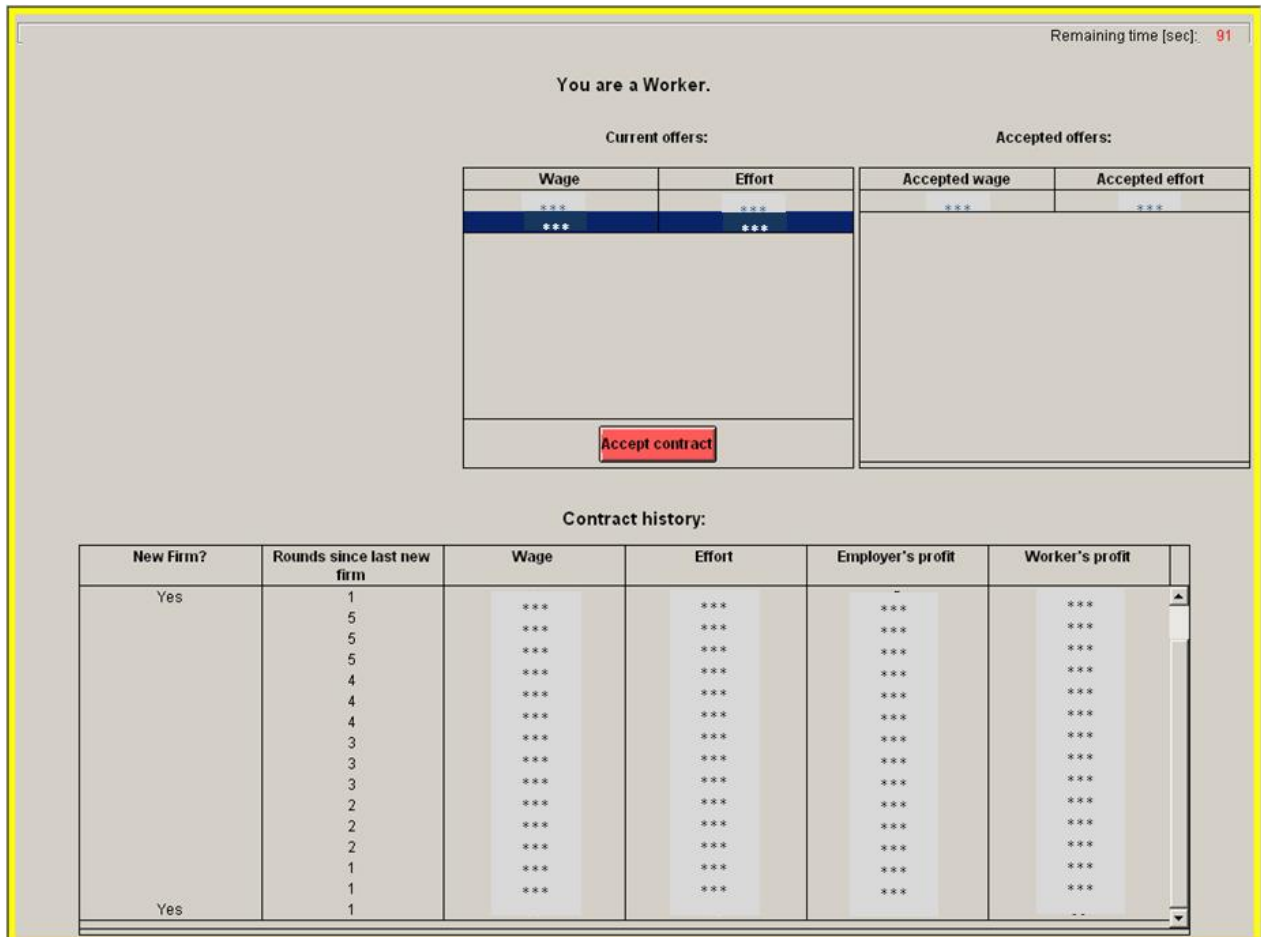 Remaining time [sec]: 91
You are a Worker.
Current offers: Accepted offers:
Wage Effort Accepted wage Accepted effort
*** *** *** ***
*** ***
Accept contract
Contract history:
New Firm? Rounds since last new firm Wage Effort Employer's profit Worker's profit
Yes 1 *** *** *** ***
5 *** *** *** ***
5 *** *** *** ***
5 *** *** *** ***
4 *** *** *** ***
4 *** *** *** ***
4 *** *** *** ***
3 *** *** *** ***
3 *** *** *** ***
3 *** *** *** ***
2 *** *** *** ***
2 *** *** *** ***
2 *** *** *** ***
1 *** *** *** ***
1
Yes 1